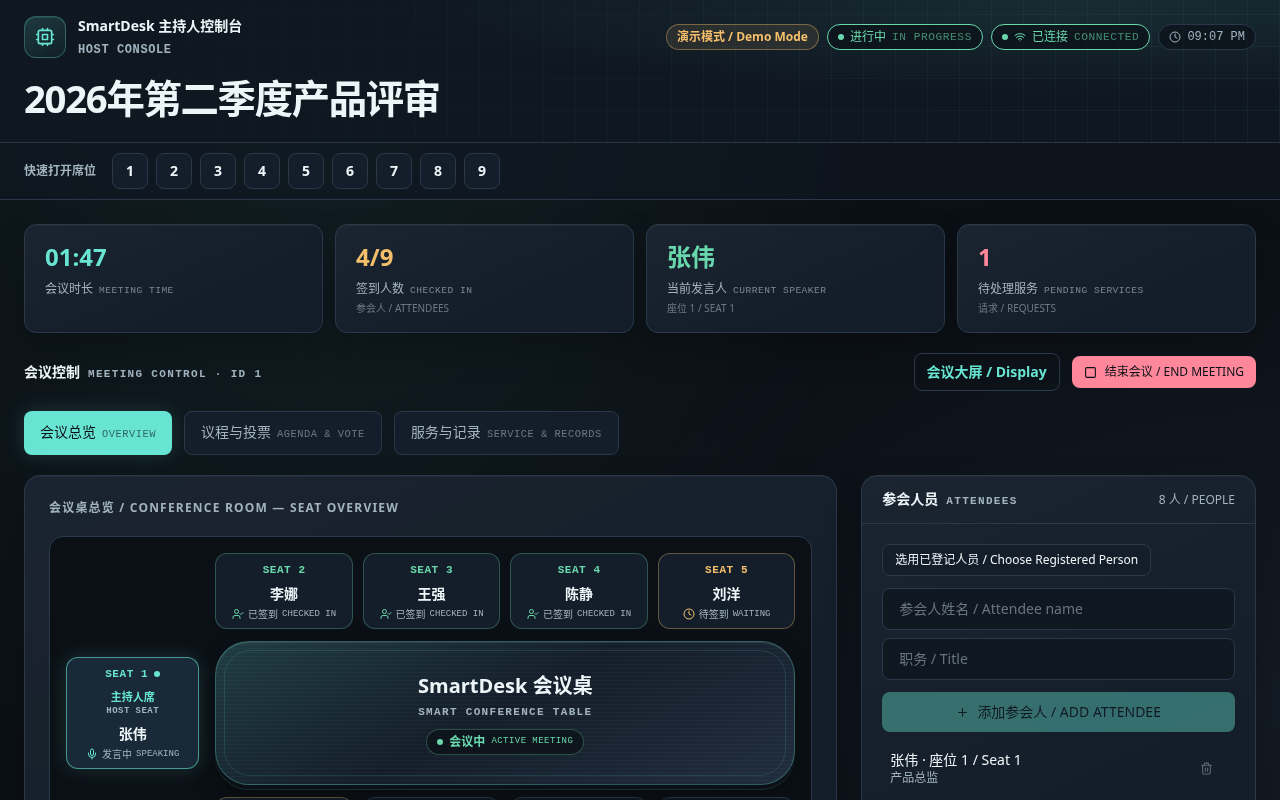 SmartDesk 主持人控制台
HOST CONSOLE
演示模式 / Demo Mode
进行中 IN PROGRESS
已连接 CONNECTED
09:07 PM
2026年第二季度产品评审
快速打开席位
1 2 3 4 5 6 7 8 9
01:47
会议时长 MEETING TIME
4/9
签到人数 CHECKED IN
参会人 / ATTENDEES
张伟
当前发言人 CURRENT SPEAKER
座位 1 / SEAT 1
1
待处理服务 PENDING SERVICES
请求 / REQUESTS
会议控制 MEETING CONTROL · ID 1
会议大屏 / Display
结束会议 / END MEETING
会议总览 OVERVIEW
议程与投票 AGENDA & VOTE
服务与记录 SERVICE & RECORDS
会议桌总览 / CONFERENCE ROOM — SEAT OVERVIEW
SEAT 2
李娜
已签到 CHECKED IN
SEAT 3
王强
已签到 CHECKED IN
SEAT 4
陈静
已签到 CHECKED IN
SEAT 5
刘洋
待签到 WAITING
SEAT 1
主持人席
HOST SEAT
张伟
发言中 SPEAKING
SmartDesk 会议桌
SMART CONFERENCE TABLE
会议中 ACTIVE MEETING
参会人员 ATTENDEES
8 人 / PEOPLE
选用已登记人员 / Choose Registered Person
参会人姓名 / Attendee name
职务 / Title
+ 添加参会人 / ADD ATTENDEE
张伟 · 座位 1 / Seat 1
产品总监